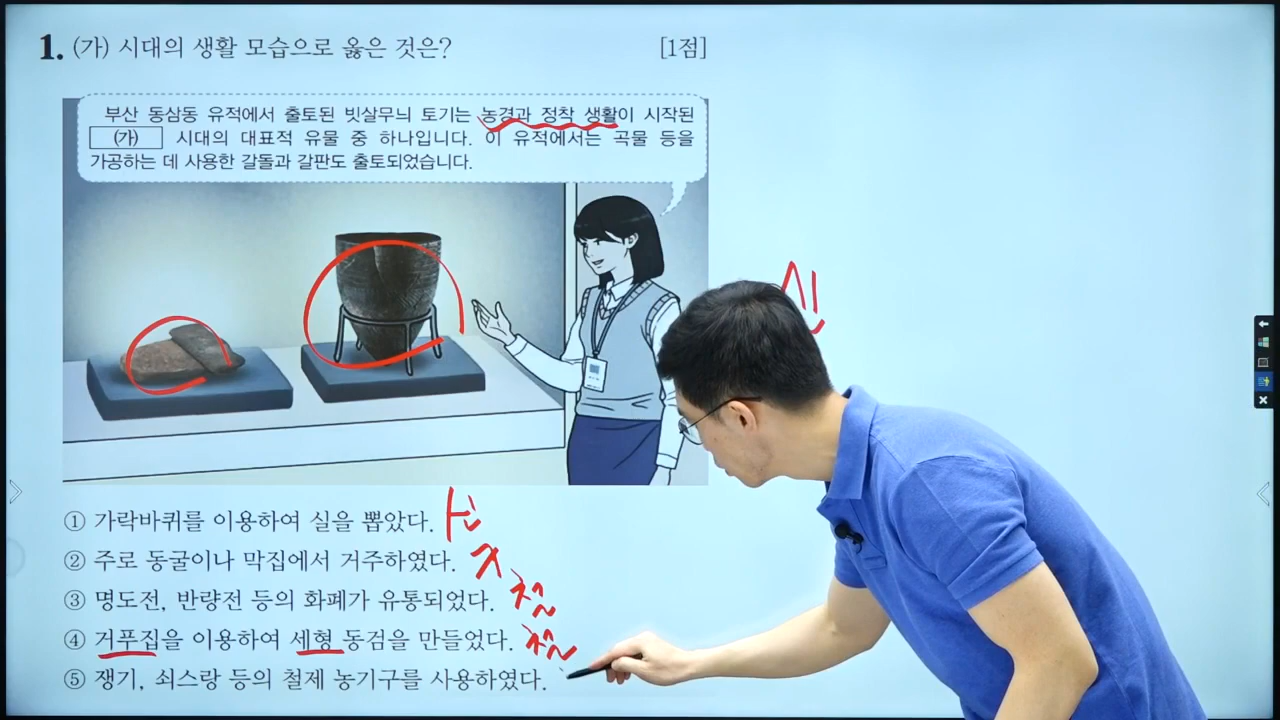 1. (가) 시대의 생활 모습으로 옳은 것은? [1점]
부산 동삼동 유적에서 출토된 빗살무늬 토기는 농경과 정착 생활이 시작된
(가) 시대의 대표적 유물 중 하나입니다. 이 유적에서는 곡물 등을
가공하는 데 사용한 갈돌과 갈판도 출토되었습니다.
신
① 가락바퀴를 이용하여 실을 뽑았다. 신
② 주로 동굴이나 막집에서 거주하였다. 구
③ 명도전, 반량전 등의 화폐가 유통되었다. 철
④ 거푸집을 이용하여 세형 동검을 만들었다. 철
⑤ 쟁기, 쇠스랑 등의 철제 농기구를 사용하였다.